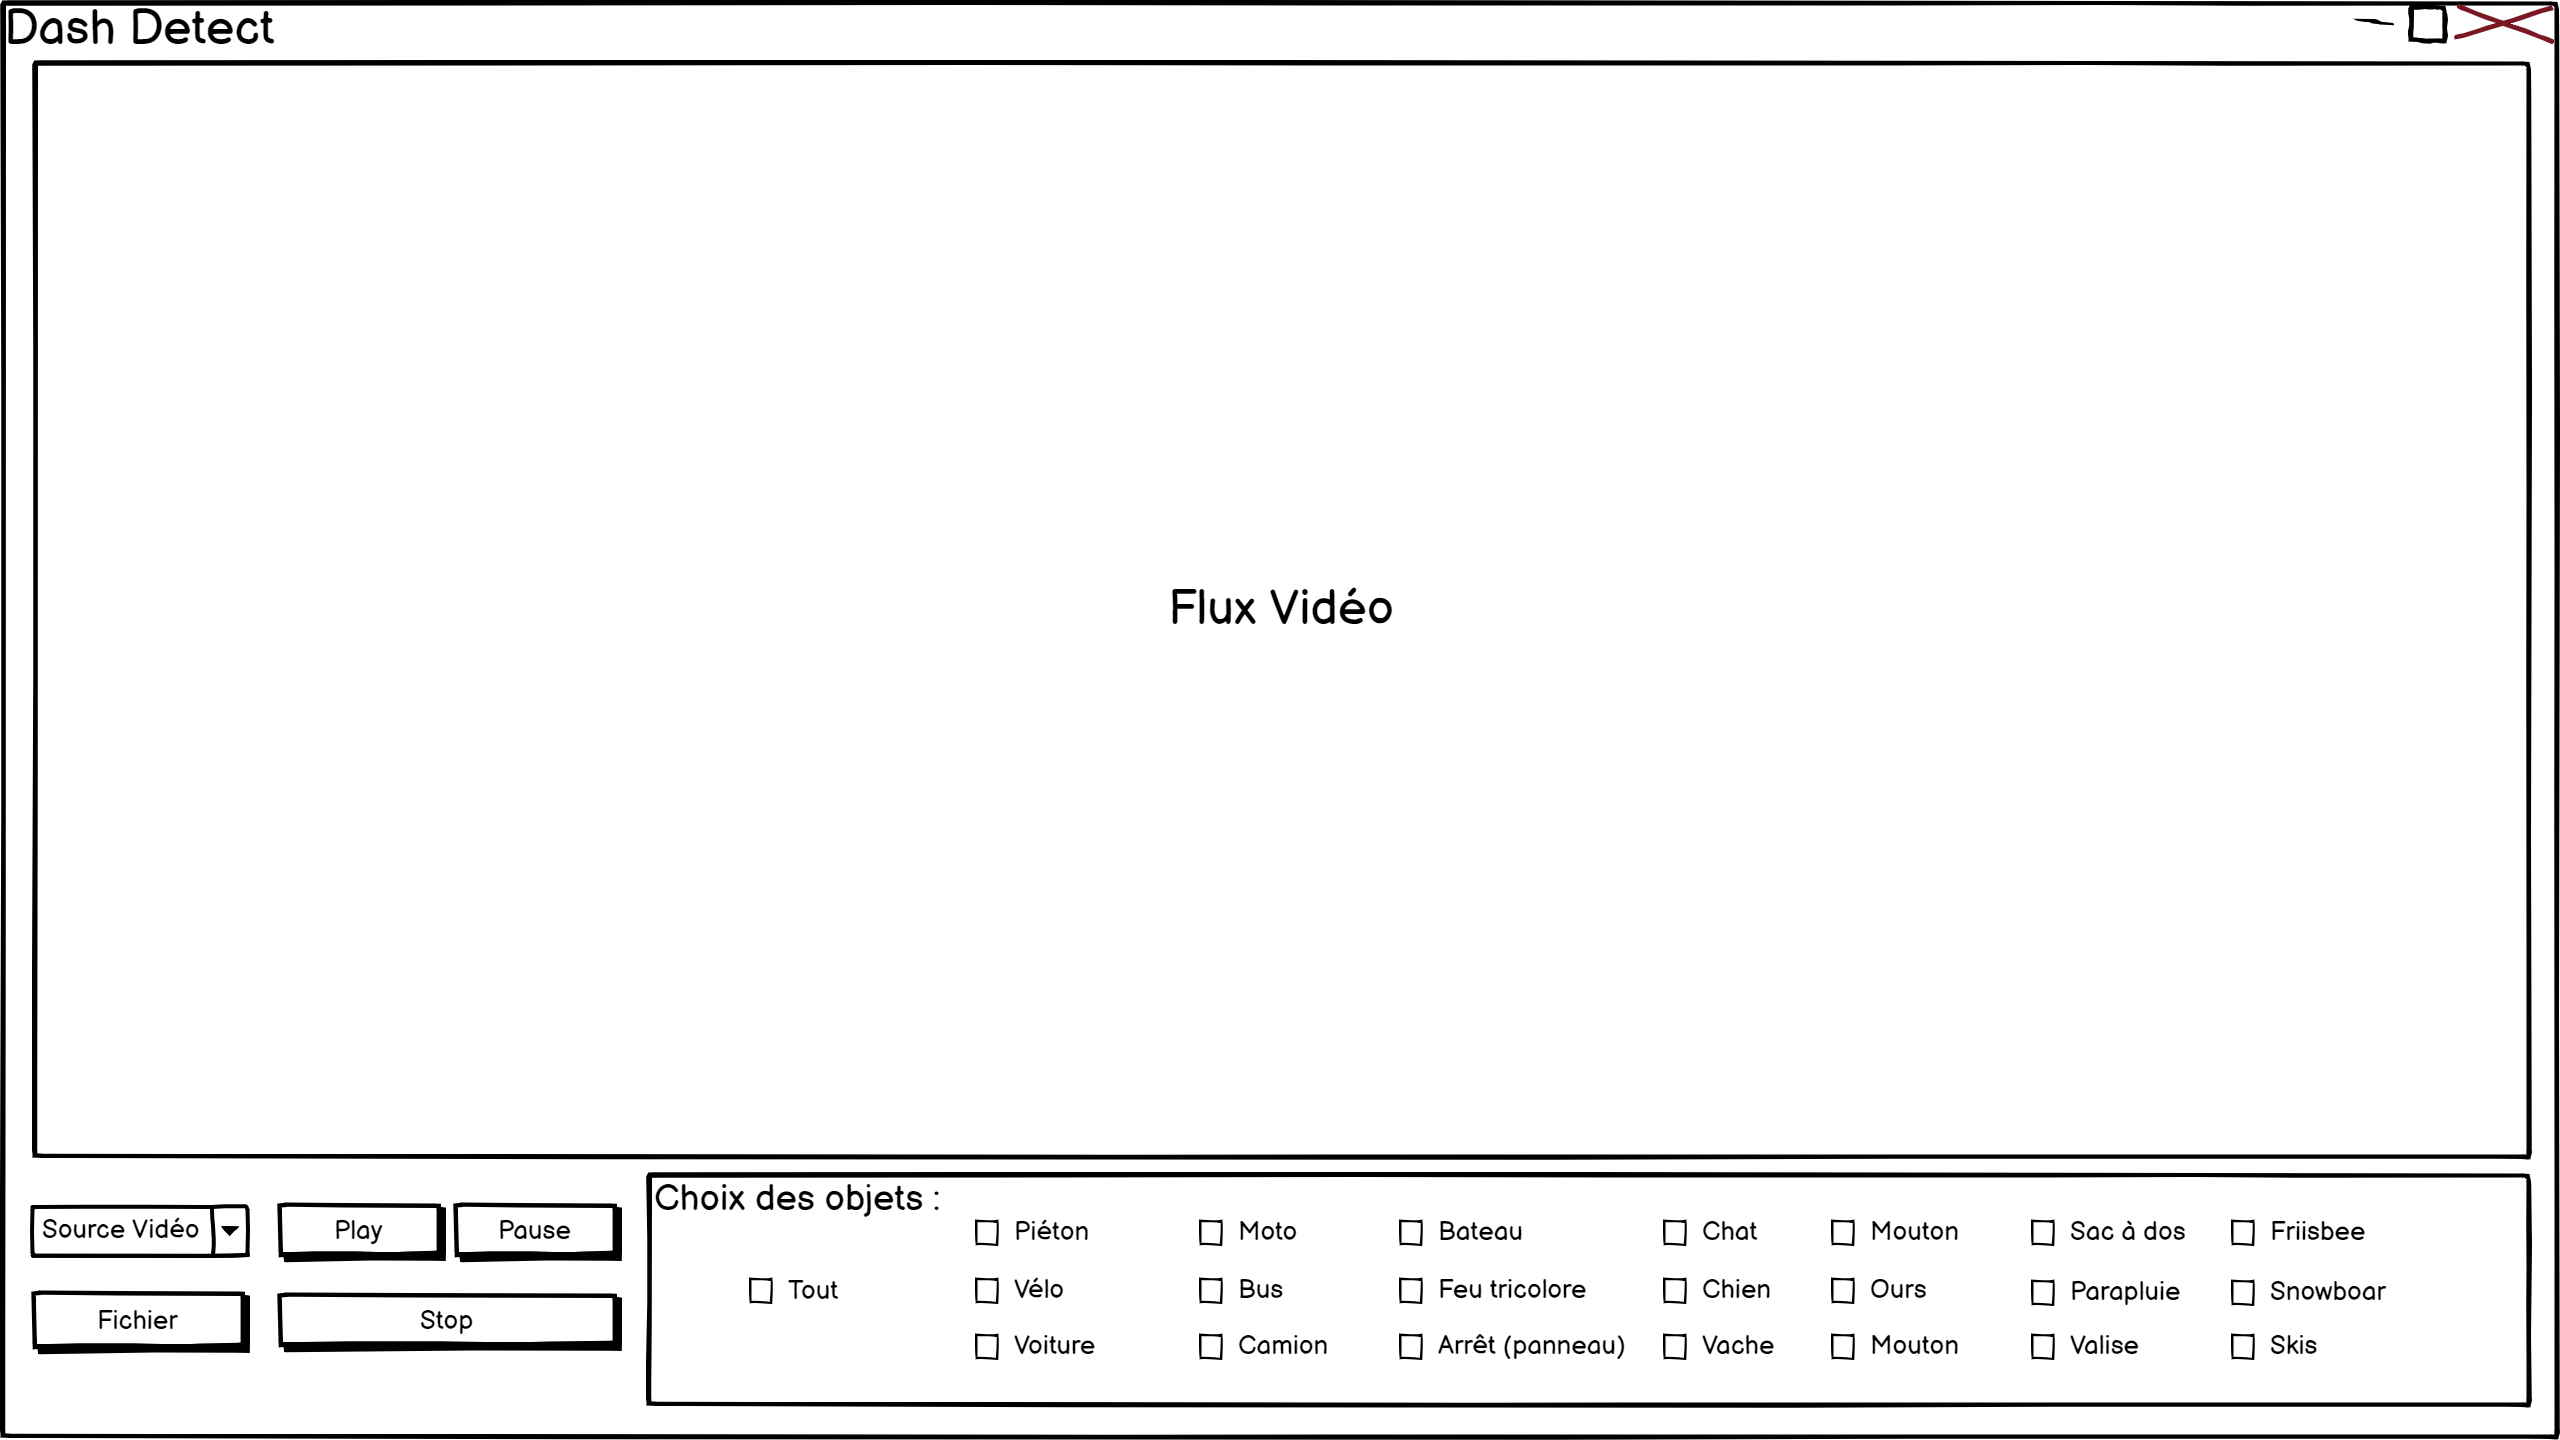 Dash Detect
Flux Vidéo
Source Vidéo
Play
Pause
Fichier
Stop
Choix des objets :
Tout
Piéton
Moto
Bateau
Chat
Mouton
Sac à dos
Friisbee
Vélo
Bus
Feu tricolore
Chien
Ours
Parapluie
Snowboar
Voiture
Camion
Arrêt (panneau)
Vache
Mouton
Valise
Skis